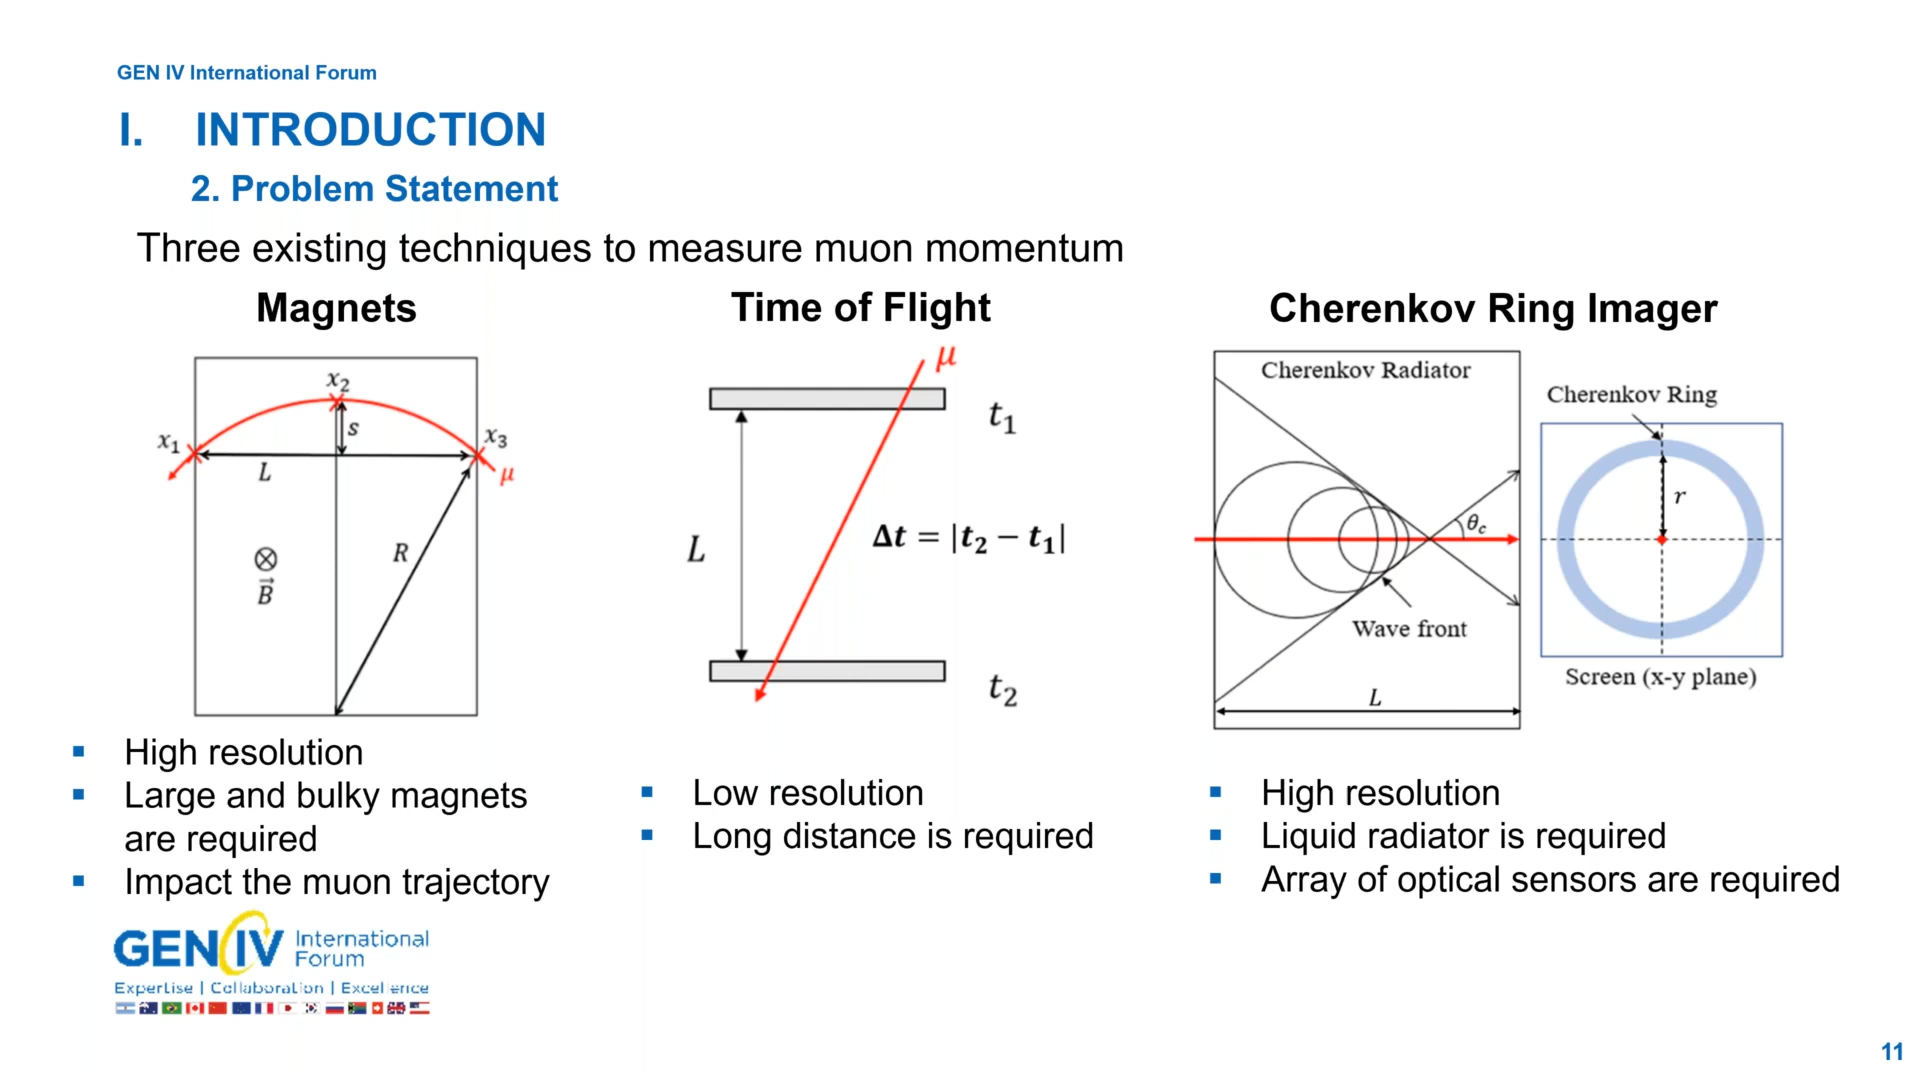 GEN IV International Forum
I. INTRODUCTION
2. Problem Statement
Three existing techniques to measure muon momentum
Magnets
x₁
x₂
x₃
s
L
μ
R
⊗
B⃗
▪ High resolution
▪ Large and bulky magnets
are required
▪ Impact the muon trajectory
Time of Flight
μ
t₁
L
Δt = |t₂ − t₁|
t₂
▪ Low resolution
▪ Long distance is required
Cherenkov Ring Imager
Cherenkov Radiator
θc
Wave front
L
Cherenkov Ring
r
Screen (x-y plane)
▪ High resolution
▪ Liquid radiator is required
▪ Array of optical sensors are required
GEN IV International
Forum
Expertise | Collaboration | Excellence
11